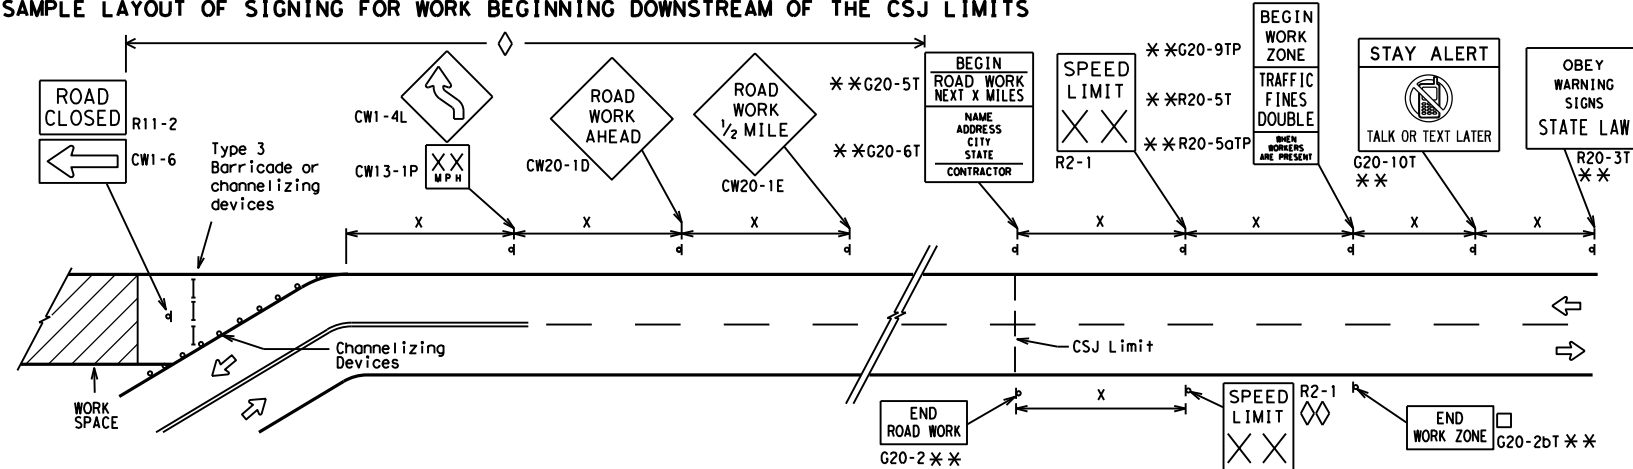 SAMPLE LAYOUT OF SIGNING FOR WORK BEGINNING DOWNSTREAM OF THE CSJ LIMITS
ROAD
CLOSED
R11-2
CW1-6
Type 3
Barricade or
channelizing
devices
CW1-4L
CW13-1P
XX
MPH
ROAD
WORK
AHEAD
CW20-1D
ROAD
WORK
1/2 MILE
CW20-1E
**G20-5T
**G20-6T
BEGIN
ROAD WORK
NEXT X MILES
NAME
ADDRESS
CITY
STATE
CONTRACTOR
SPEED
LIMIT
XX
R2-1
**G20-9TP
**R20-5T
**R20-5aTP
BEGIN
WORK
ZONE
TRAFFIC
FINES
DOUBLE
WHEN
WORKERS
ARE PRESENT
STAY ALERT
TALK OR TEXT LATER
G20-10T
**
OBEY
WARNING
SIGNS
STATE LAW
R20-3T
**
X
X
X
X
X
X
X
Channelizing
Devices
CSJ Limit
WORK
SPACE
X
END
ROAD WORK
G20-2 **
SPEED
LIMIT
XX
R2-1
END
WORK ZONE
G20-2bT **